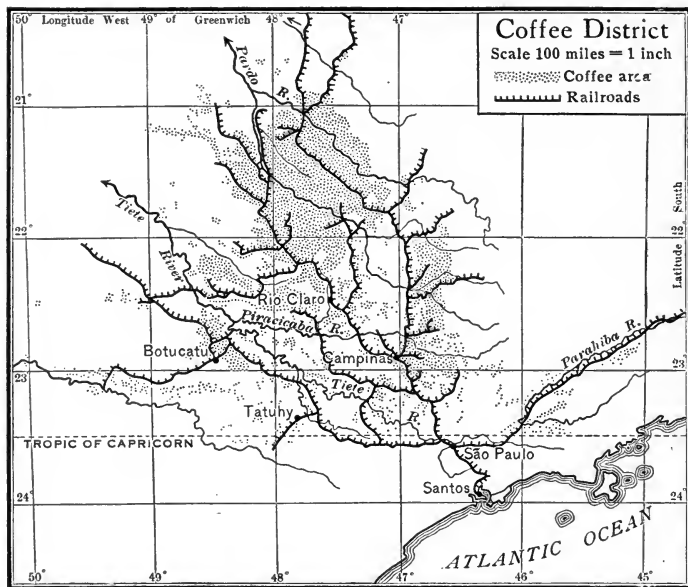 50° Longitude West 49° of Greenwich 48° 47°
Coffee District
Scale 100 miles = 1 inch
Coffee area
Railroads
Pardo
R.
21°
Latitude South
22°
Tiete
River
Rio Claro
Piracicaba R.
Parahiba R.
Botucatu
Campinas
23° 23°
Tiete
R.
Tatuhy
TROPIC OF CAPRICORN
São Paulo
Santos
24° 24°
ATLANTIC OCEAN
50° 49° 48° 47° 46° 45°